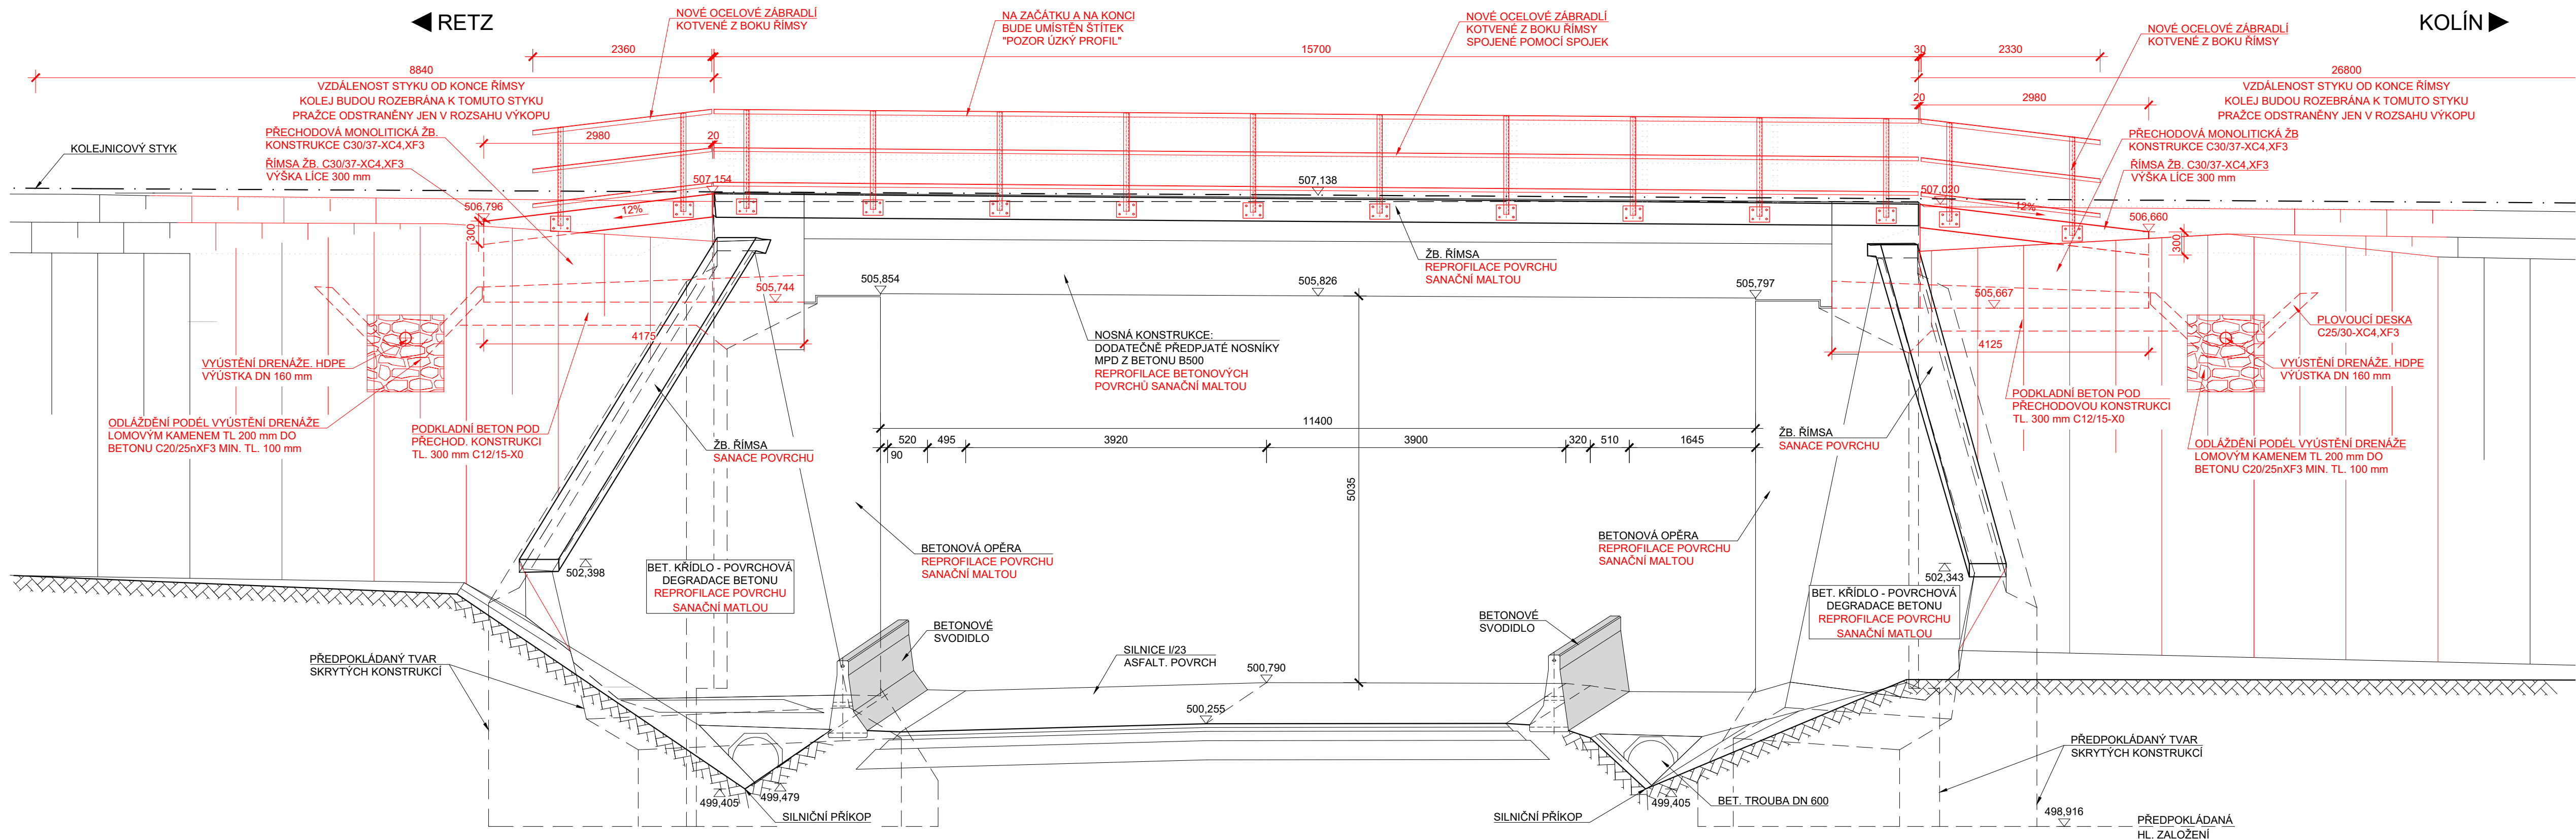 RETZ
KOLÍN
NOVÉ OCELOVÉ ZÁBRADLÍ
KOTVENÉ Z BOKU ŘÍMSY
NA ZAČÁTKU A NA KONCI
BUDE UMÍSTĚN ŠTÍTEK
"POZOR ÚZKÝ PROFIL"
NOVÉ OCELOVÉ ZÁBRADLÍ
KOTVENÉ Z BOKU ŘÍMSY
SPOJENÉ POMOCÍ SPOJEK
NOVÉ OCELOVÉ ZÁBRADLÍ
KOTVENÉ Z BOKU ŘÍMSY
2360
15700
30
2330
8840
26800
VZDÁLENOST STYKU OD KONCE ŘÍMSY
KOLEJ BUDOU ROZEBRÁNA K TOMUTO STYKU
PRAŽCE ODSTRANĚNY JEN V ROZSAHU VÝKOPU
VZDÁLENOST STYKU OD KONCE ŘÍMSY
KOLEJ BUDOU ROZEBRÁNA K TOMUTO STYKU
PRAŽCE ODSTRANĚNY JEN V ROZSAHU VÝKOPU
20
2980
2980
20
PŘECHODOVÁ MONOLITICKÁ ŽB.
KONSTRUKCE C30/37-XC4,XF3
ŘÍMSA ŽB. C30/37-XC4,XF3
VÝŠKA LÍCE 300 mm
PŘECHODOVÁ MONOLITICKÁ ŽB
KONSTRUKCE C30/37-XC4,XF3
ŘÍMSA ŽB. C30/37-XC4,XF3
VÝŠKA LÍCE 300 mm
KOLEJNICOVÝ STYK
507,154
507,138
507,020
506,796
12%
12%
506,660
300
300
ŽB. ŘÍMSA
REPROFILACE POVRCHU
SANAČNÍ MALTOU
505,744
505,854
505,826
505,797
505,667
4175
4125
NOSNÁ KONSTRUKCE:
DODATEČNĚ PŘEDPJATÉ NOSNÍKY
MPD Z BETONU B500
REPROFILACE BETONOVÝCH
POVRCHŮ SANAČNÍ MALTOU
PLOVOUCÍ DESKA
C25/30-XC4,XF3
VYÚSTĚNÍ DRENÁŽE. HDPE
VÝÚSTKA DN 160 mm
VYÚSTĚNÍ DRENÁŽE. HDPE
VÝÚSTKA DN 160 mm
ODLÁŽDĚNÍ PODÉL VYÚSTĚNÍ DRENÁŽE
LOMOVÝM KAMENEM TL 200 mm DO
BETONU C20/25nXF3 MIN. TL. 100 mm
PODKLADNÍ BETON POD
PŘECHOD. KONSTRUKCI
TL. 300 mm C12/15-X0
PODKLADNÍ BETON POD
PŘECHODOVOU KONSTRUKCI
TL. 300 mm C12/15-X0
ODLÁŽDĚNÍ PODÉL VYÚSTĚNÍ DRENÁŽE
LOMOVÝM KAMENEM TL 200 mm DO
BETONU C20/25nXF3 MIN. TL. 100 mm
11400
90
520
495
3920
3900
320
510
1645
5035
ŽB. ŘÍMSA
SANACE POVRCHU
ŽB. ŘÍMSA
SANACE POVRCHU
BETONOVÁ OPĚRA
REPROFILACE POVRCHU
SANAČNÍ MALTOU
BETONOVÁ OPĚRA
REPROFILACE POVRCHU
SANAČNÍ MALTOU
502,398
502,343
BET. KŘÍDLO - POVRCHOVÁ
DEGRADACE BETONU
REPROFILACE POVRCHU
SANAČNÍ MATLOU
BET. KŘÍDLO - POVRCHOVÁ
DEGRADACE BETONU
REPROFILACE POVRCHU
SANAČNÍ MATLOU
BETONOVÉ
SVODIDLO
BETONOVÉ
SVODIDLO
SILNICE I/23
ASFALT. POVRCH
500,790
500,255
PŘEDPOKLÁDANÝ TVAR
SKRYTÝCH KONSTRUKCÍ
PŘEDPOKLÁDANÝ TVAR
SKRYTÝCH KONSTRUKCÍ
499,405
499,479
499,405
SILNIČNÍ PŘÍKOP
SILNIČNÍ PŘÍKOP
BET. TROUBA DN 600
498,916
PŘEDPOKLÁDANÁ
HL. ZALOŽENÍ